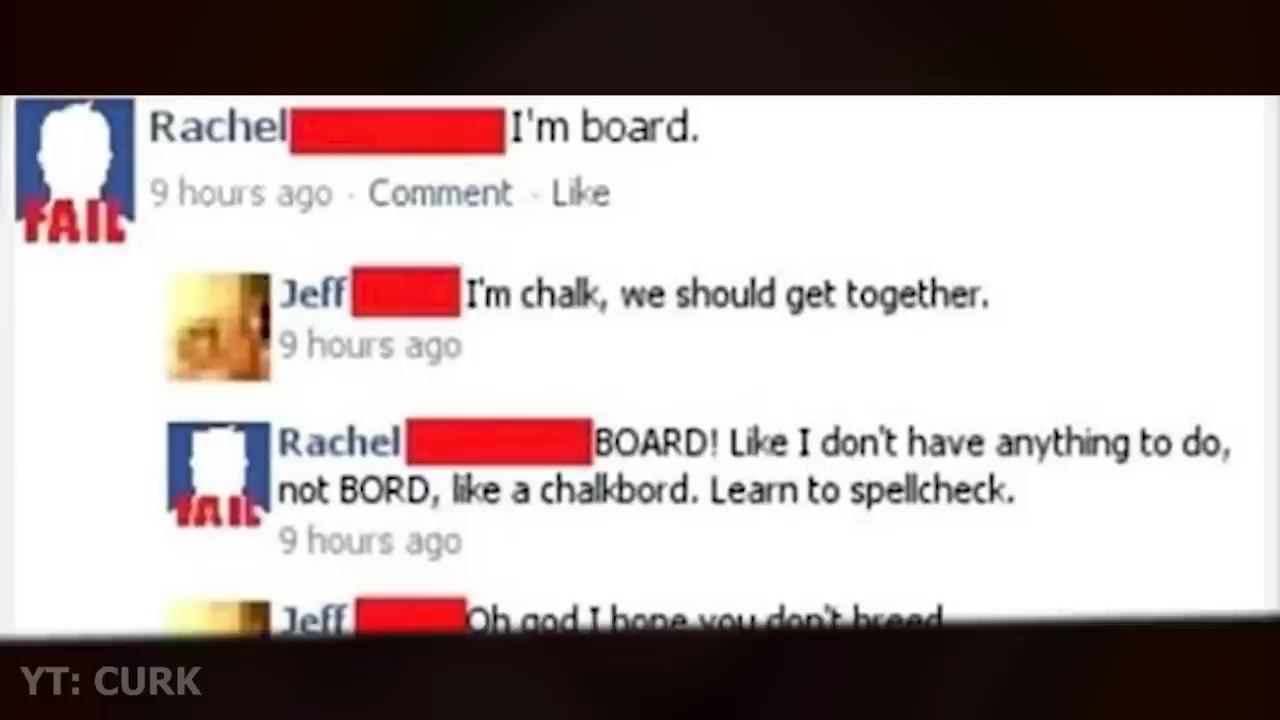 Rachel I'm board.
9 hours ago · Comment · Like
FAIL
Jeff I'm chalk, we should get together.
9 hours ago
Rachel BOARD! Like I don't have anything to do,
not BORD, like a chalkbord. Learn to spellcheck.
FAIL
9 hours ago
Jeff Oh god I hope you don't breed
YT: CURK